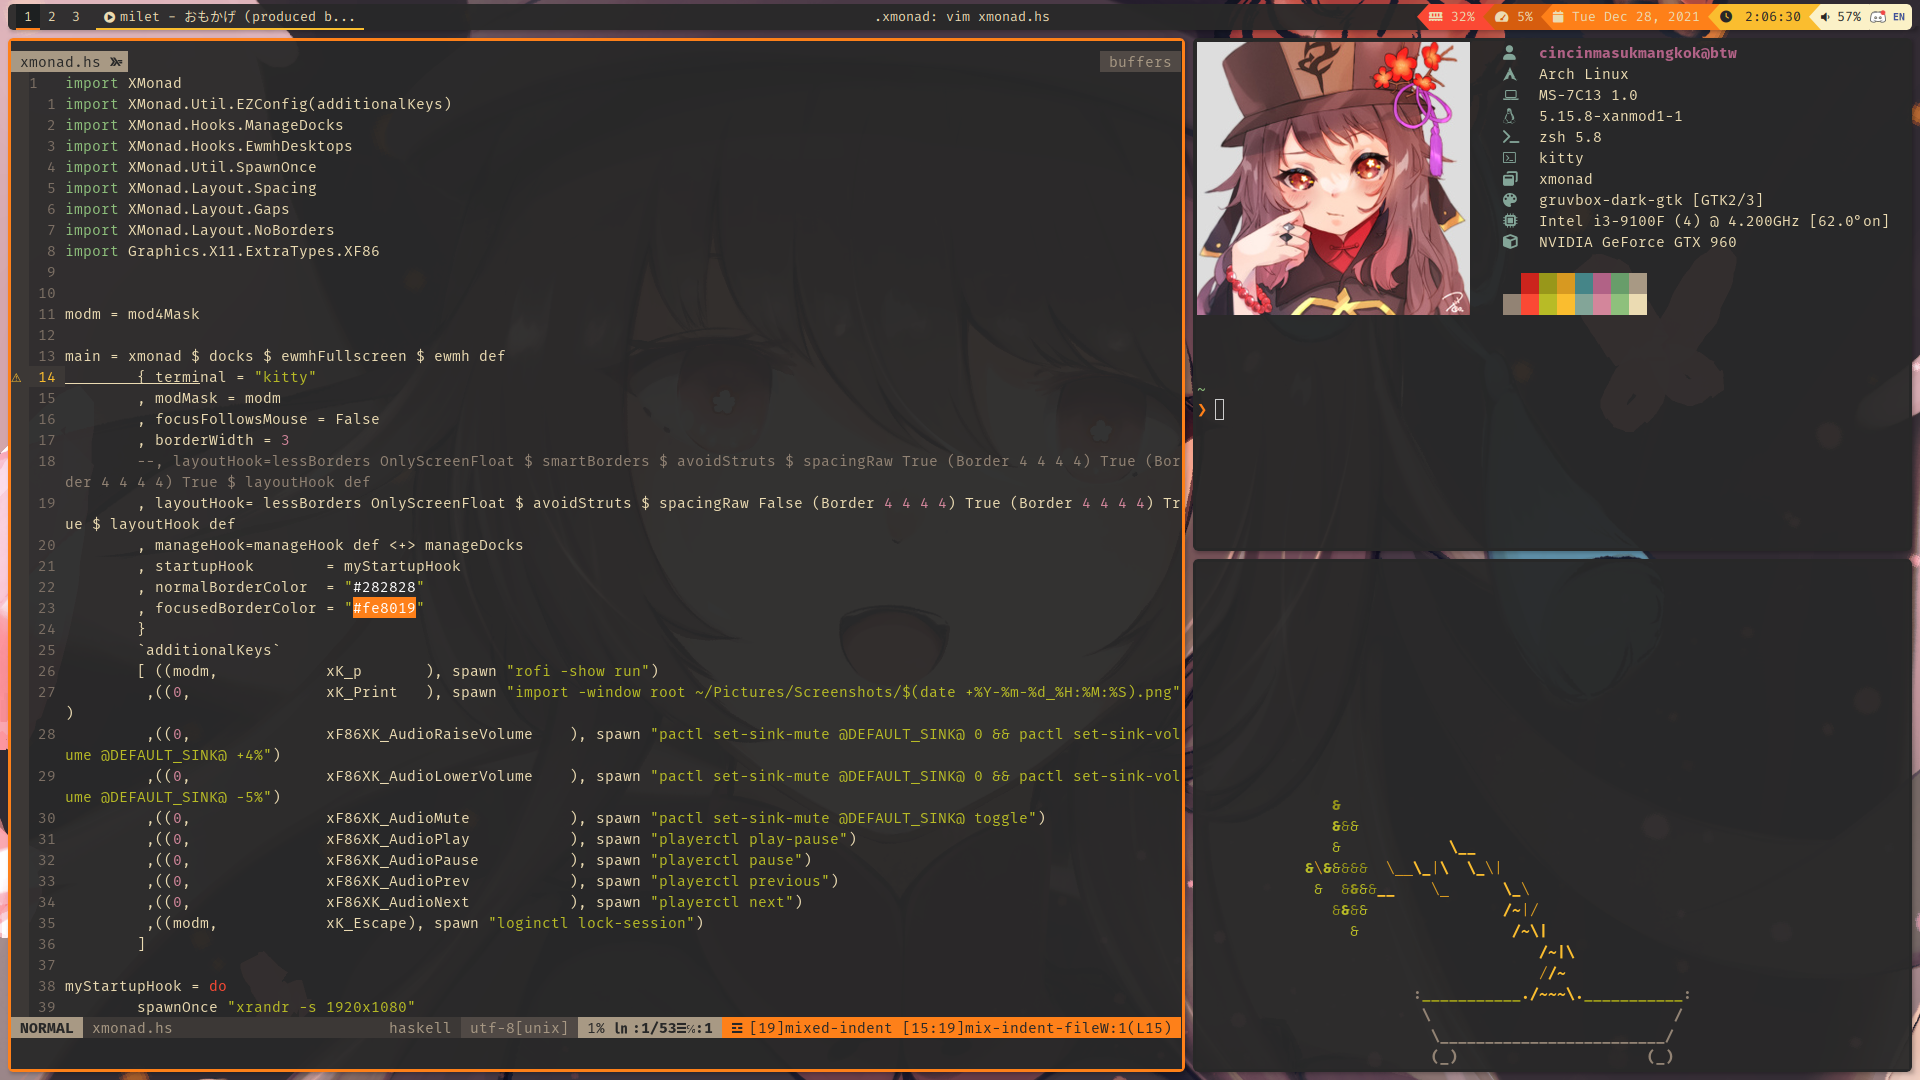 1 2 3 milet - おもかげ (produced b... .xmonad: vim xmonad.hs 32% 5% Tue Dec 28, 2021 2:06:30 57% EN
xmonad.hs buffers
1 import XMonad
1 import XMonad.Util.EZConfig(additionalKeys)
2 import XMonad.Hooks.ManageDocks
3 import XMonad.Hooks.EwmhDesktops
4 import XMonad.Util.SpawnOnce
5 import XMonad.Layout.Spacing
6 import XMonad.Layout.Gaps
7 import XMonad.Layout.NoBorders
8 import Graphics.X11.ExtraTypes.XF86
9
10
11 modm = mod4Mask
12
13 main = xmonad $ docks $ ewmhFullscreen $ ewmh def
14 { terminal = "kitty"
15 , modMask = modm
16 , focusFollowsMouse = False
17 , borderWidth = 3
18 --, layoutHook=lessBorders OnlyScreenFloat $ smartBorders $ avoidStruts $ spacingRaw True (Border 4 4 4 4) True (Bor
der 4 4 4 4) True $ layoutHook def
19 , layoutHook= lessBorders OnlyScreenFloat $ avoidStruts $ spacingRaw False (Border 4 4 4 4) True (Border 4 4 4 4) Tr
ue $ layoutHook def
20 , manageHook=manageHook def <+> manageDocks
21 , startupHook = myStartupHook
22 , normalBorderColor = "#282828"
23 , focusedBorderColor = "#fe8019"
24 }
25 `additionalKeys`
26 [ ((modm, xK_p ), spawn "rofi -show run")
27 ,((0, xK_Print ), spawn "import -window root ~/Pictures/Screenshots/$(date +%Y-%m-%d_%H:%M:%S).png"
)
28 ,((0, xF86XK_AudioRaiseVolume ), spawn "pactl set-sink-mute @DEFAULT_SINK@ 0 && pactl set-sink-vol
ume @DEFAULT_SINK@ +4%")
29 ,((0, xF86XK_AudioLowerVolume ), spawn "pactl set-sink-mute @DEFAULT_SINK@ 0 && pactl set-sink-vol
ume @DEFAULT_SINK@ -5%")
30 ,((0, xF86XK_AudioMute ), spawn "pactl set-sink-mute @DEFAULT_SINK@ toggle")
31 ,((0, xF86XK_AudioPlay ), spawn "playerctl play-pause")
32 ,((0, xF86XK_AudioPause ), spawn "playerctl pause")
33 ,((0, xF86XK_AudioPrev ), spawn "playerctl previous")
34 ,((0, xF86XK_AudioNext ), spawn "playerctl next")
35 ,((modm, xK_Escape), spawn "loginctl lock-session")
36 ]
37
38 myStartupHook = do
39 spawnOnce "xrandr -s 1920x1080"
NORMAL xmonad.hs haskell utf-8[unix] 1% ln :1/53☰℅:1 ☲ [19]mixed-indent [15:19]mix-indent-fileW:1(L15)
cincinmasukmangkok@btw
Arch Linux
MS-7C13 1.0
5.15.8-xanmod1-1
zsh 5.8
kitty
xmonad
gruvbox-dark-gtk [GTK2/3]
Intel i3-9100F (4) @ 4.200GHz [62.0°on]
NVIDIA GeForce GTX 960
~
❯
&
&&&
& \__
&\&&&&& \__\_|\ \_\|
& &&&&__ \_ \_\
&&&& /~|/
& /~\|
/~|\
//~
:___________./~~~\.___________:
\ /
\_________________________/
(_) (_)